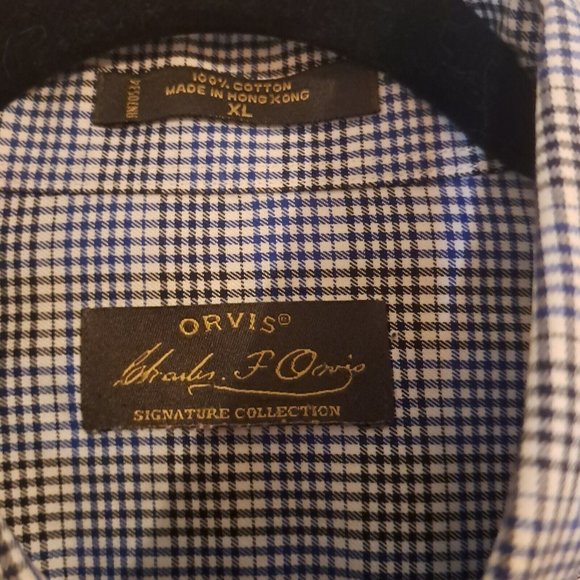 100% COTTON
MADE IN HONG KONG
XL
ORVIS®
Charles F Orvis
SIGNATURE COLLECTION